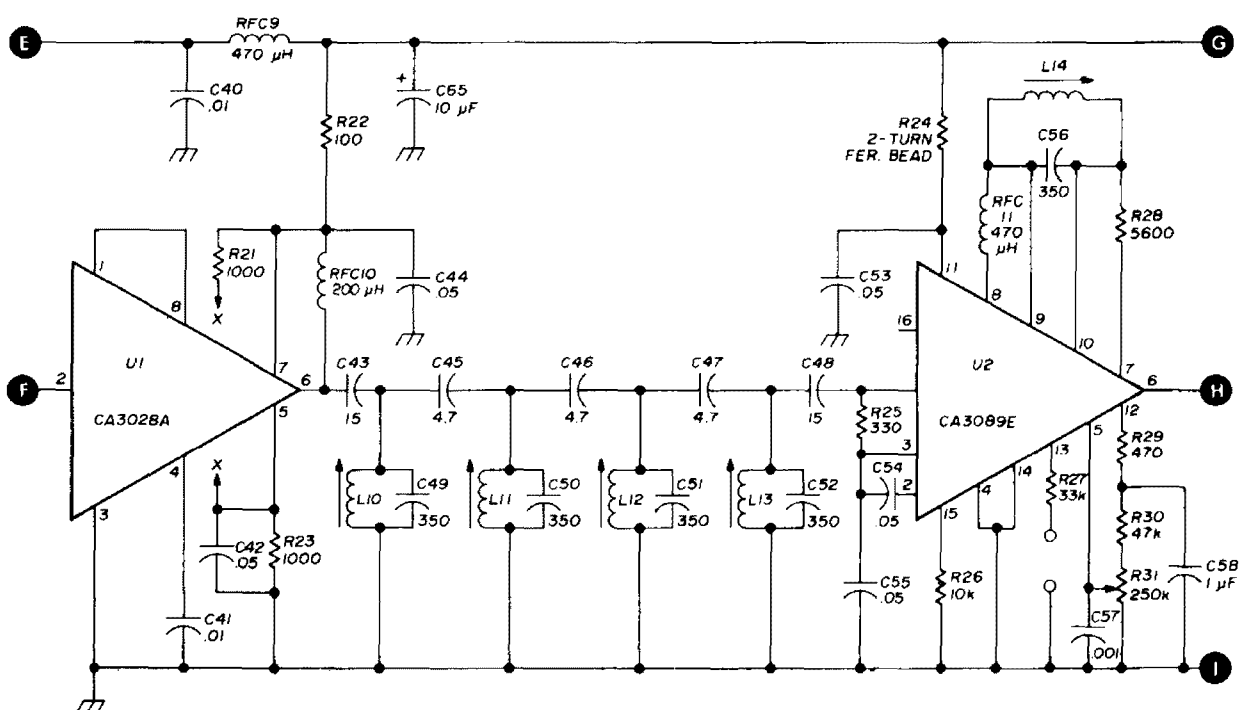 E
RFC9
470 µH
G
C40
.01
R22
100
+
C65
10 µF
R24
2-TURN
FER. BEAD
L14
C56
350
RFC
11
470
µH
R28
5600
R21
1000
X
RFC10
200 µH
C44
.05
C53
.05
11
8
9
10
7
16
1
8
U1
CA3028A
F
2
7
6
5
4
3
C43
15
C45
4.7
C46
4.7
C47
4.7
C48
15
U2
CA3089E
6
H
12
R25
330
3
C54
.05
2
15
4
14
13
5
R29
470
R27
33k
R30
47k
R31
250k
C58
1 µF
X
C42
.05
R23
1000
L10
C49
350
L11
C50
350
L12
C51
350
L13
C52
350
C55
.05
R26
10k
C57
.001
C41
.01
I